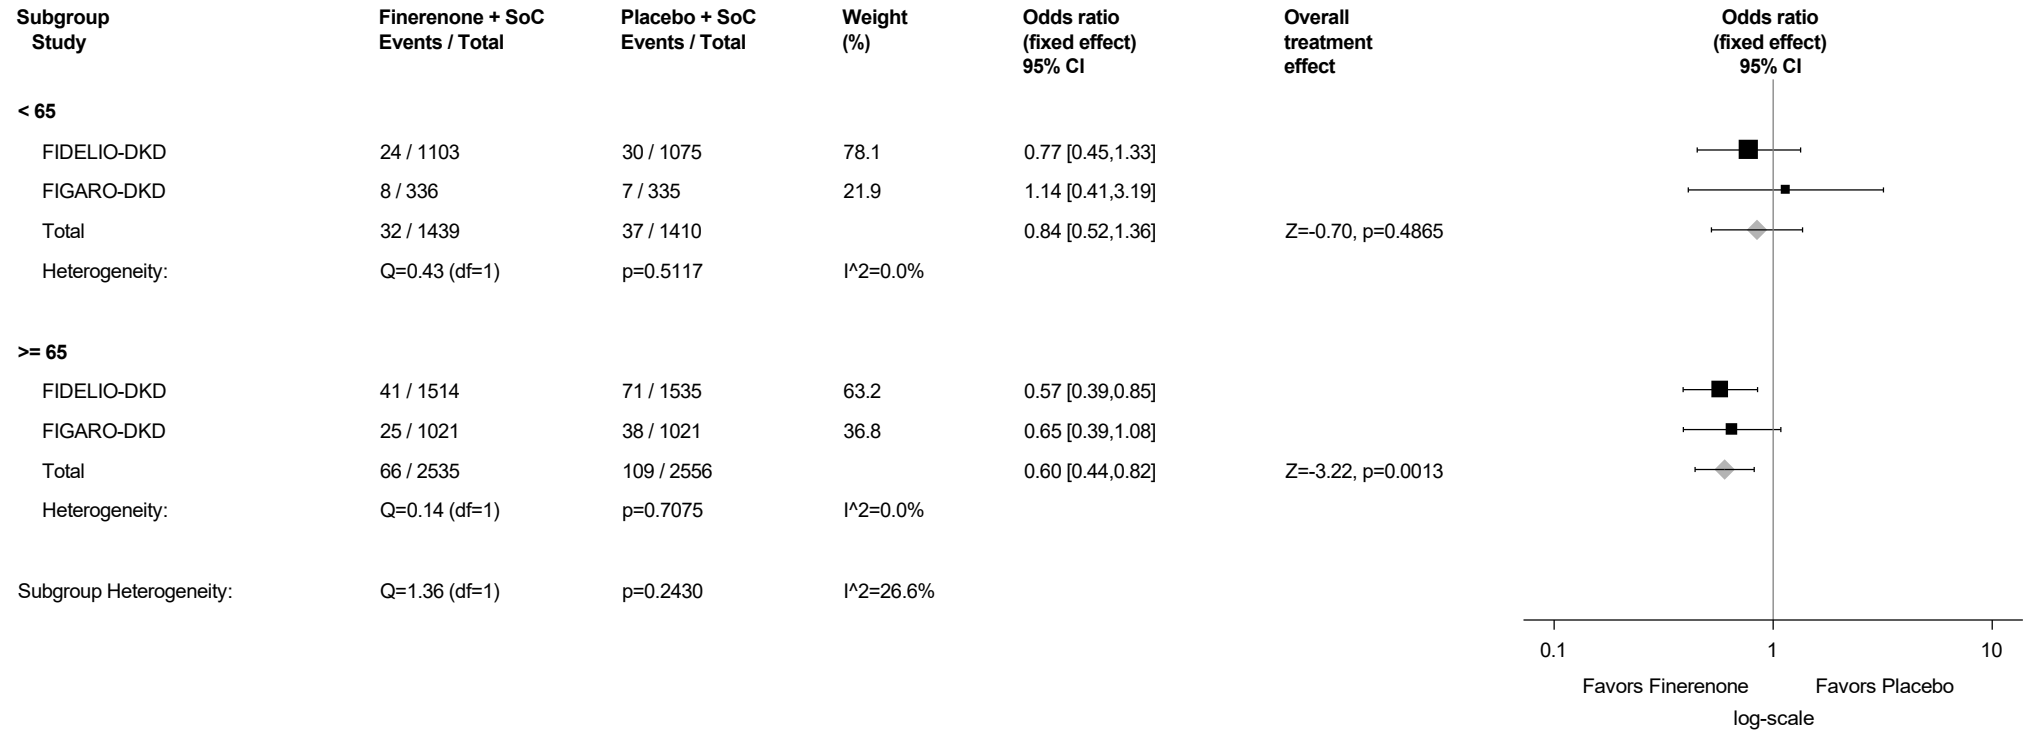 Subgroup Finerenone + SoC Placebo + SoC Weight Odds ratio Overall Odds ratio
Study Events / Total Events / Total (%) (fixed effect) treatment (fixed effect)
95% CI effect 95% CI
< 65
FIDELIO-DKD 24 / 1103 30 / 1075 78.1 0.77 [0.45,1.33]
FIGARO-DKD 8 / 336 7 / 335 21.9 1.14 [0.41,3.19]
Total 32 / 1439 37 / 1410 0.84 [0.52,1.36] Z=-0.70, p=0.4865
Heterogeneity: Q=0.43 (df=1) p=0.5117 I^2=0.0%
>= 65
FIDELIO-DKD 41 / 1514 71 / 1535 63.2 0.57 [0.39,0.85]
FIGARO-DKD 25 / 1021 38 / 1021 36.8 0.65 [0.39,1.08]
Total 66 / 2535 109 / 2556 0.60 [0.44,0.82] Z=-3.22, p=0.0013
Heterogeneity: Q=0.14 (df=1) p=0.7075 I^2=0.0%
Subgroup Heterogeneity: Q=1.36 (df=1) p=0.2430 I^2=26.6%
0.1 1 10
Favors Finerenone Favors Placebo
log-scale